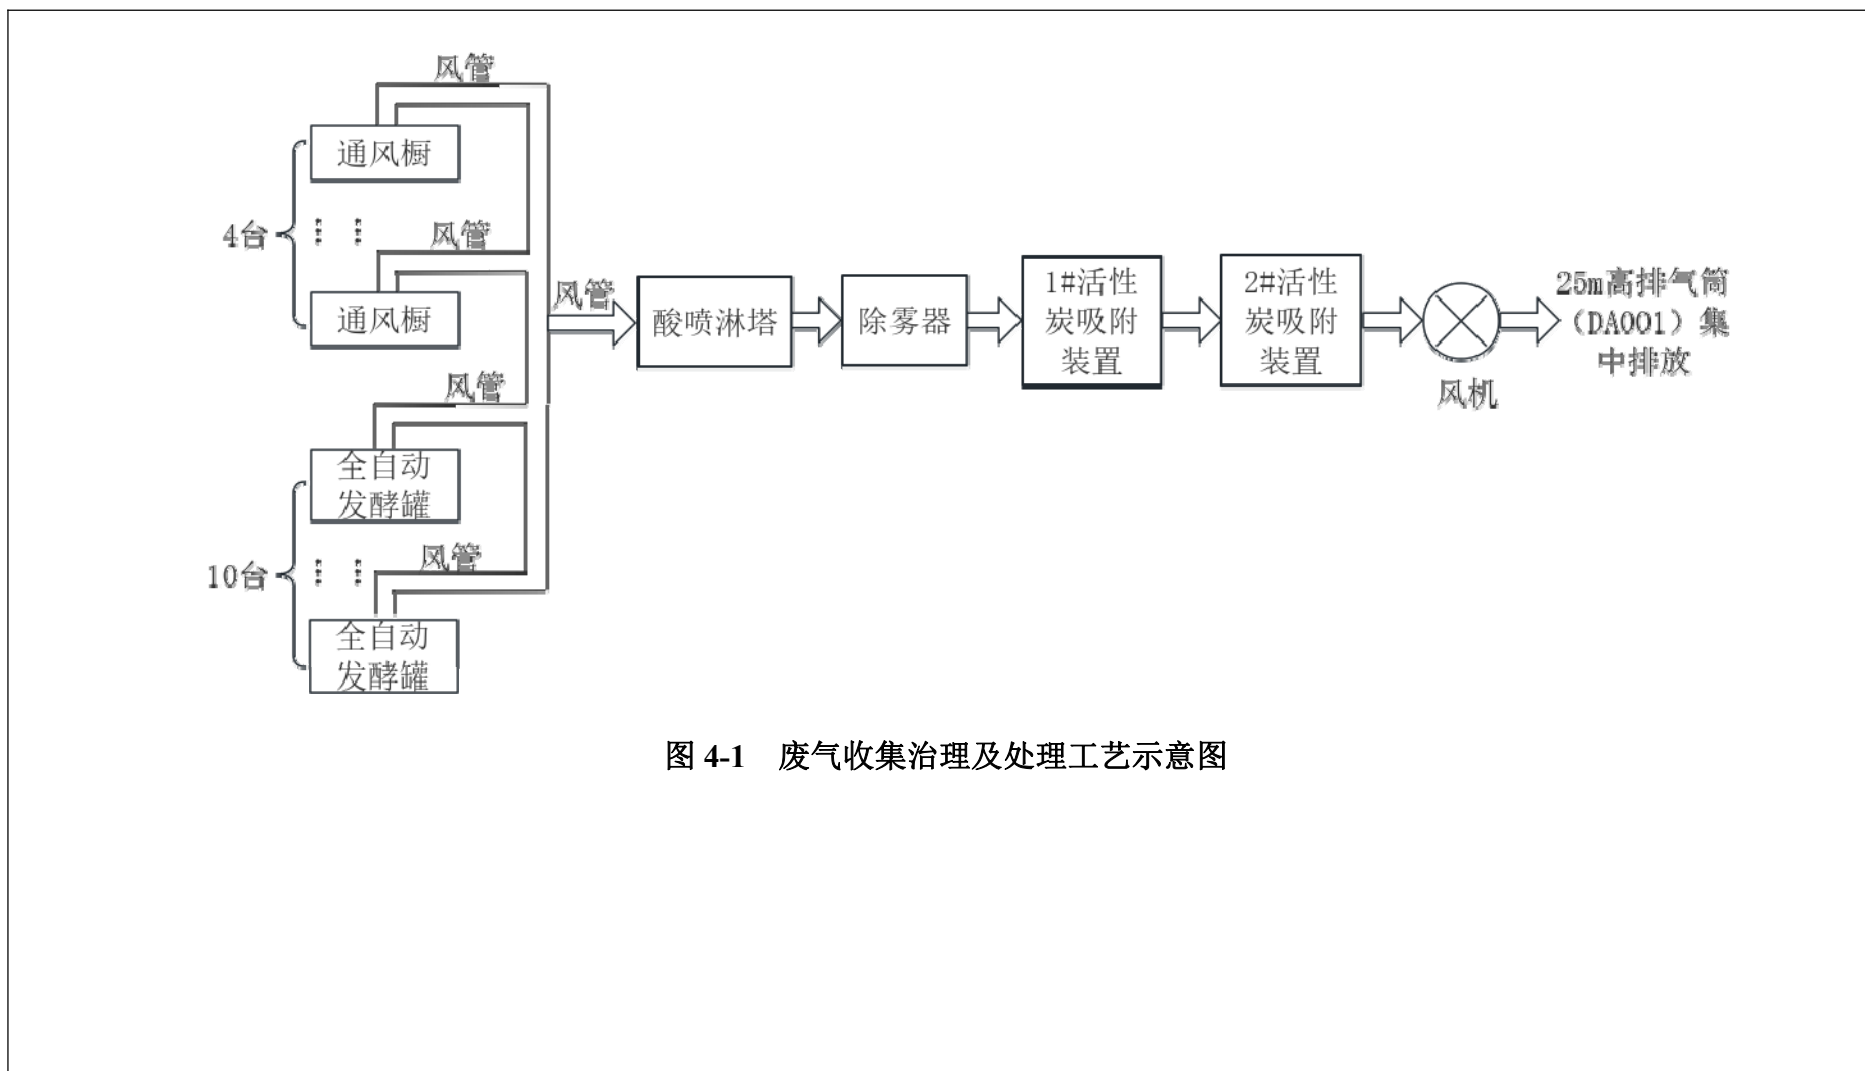 风管
通风橱
4台
风管
通风橱
风管
全自动
发酵罐
10台
风管
全自动
发酵罐
风管
酸喷淋塔
除雾器
1#活性
炭吸附
装置
2#活性
炭吸附
装置
风机
25m高排气筒
（DA001）集
中排放
图 4-1 废气收集治理及处理工艺示意图